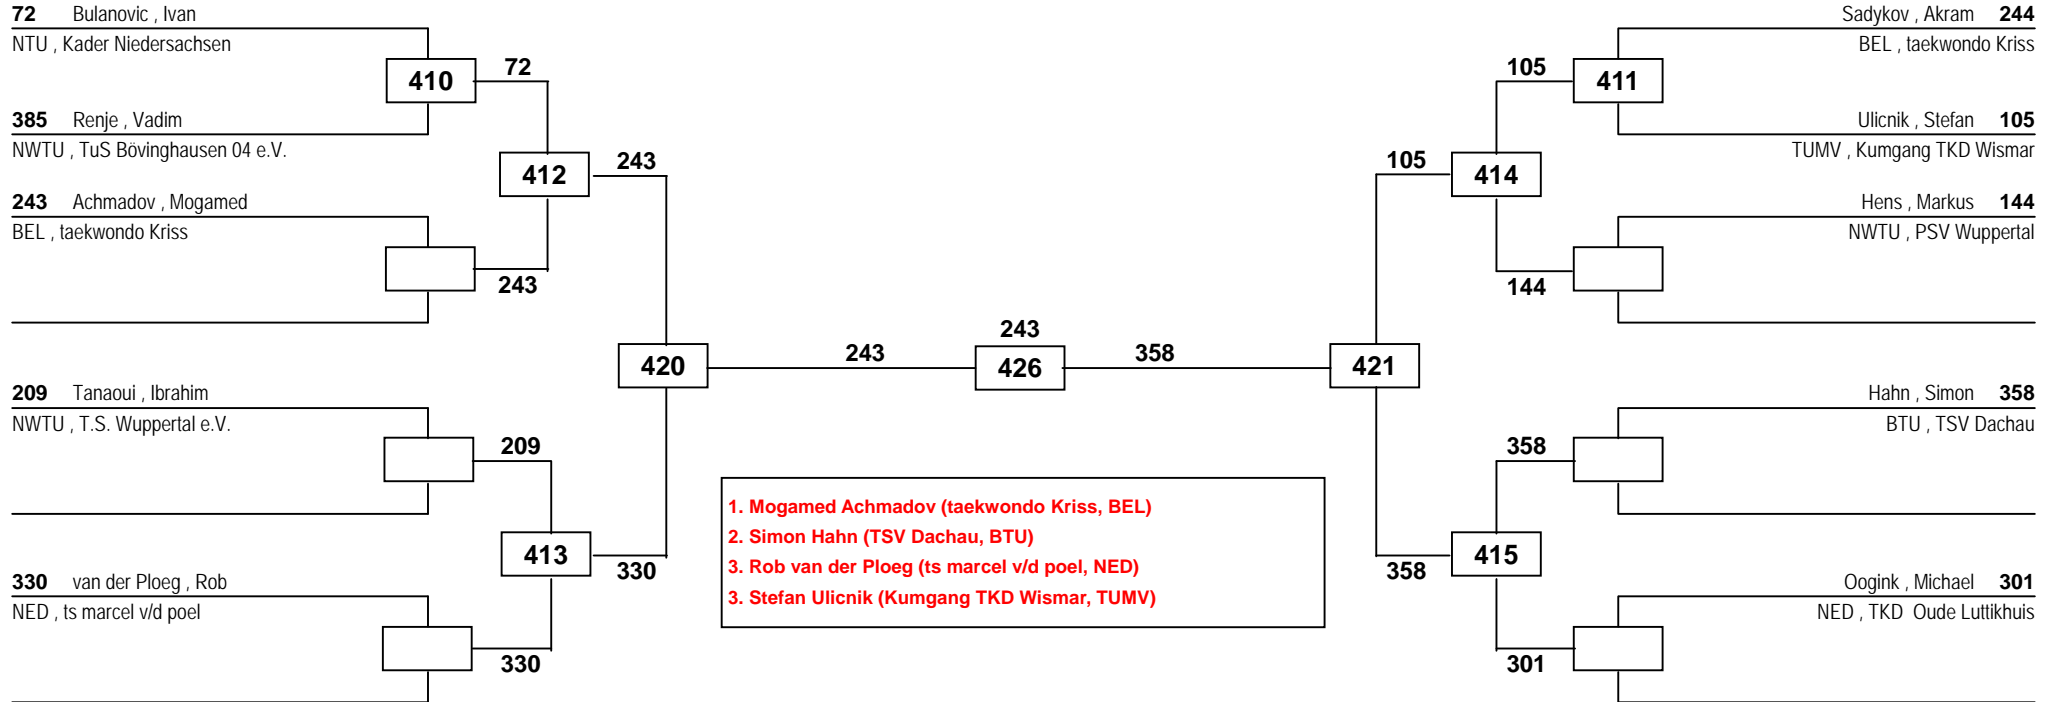 72 Bulanovic , Ivan
NTU , Kader Niedersachsen
410
72
385 Renje , Vadim
NWTU , TuS Bövinghausen 04 e.V.
412
243
243 Achmadov , Mogamed
BEL , taekwondo Kriss
243
420
243
209 Tanaoui , Ibrahim
NWTU , T.S. Wuppertal e.V.
209
413
330
330 van der Ploeg , Rob
NED , ts marcel v/d poel
330
243
426
358
1. Mogamed Achmadov (taekwondo Kriss, BEL)
2. Simon Hahn (TSV Dachau, BTU)
3. Rob van der Ploeg (ts marcel v/d poel, NED)
3. Stefan Ulicnik (Kumgang TKD Wismar, TUMV)
Sadykov , Akram 244
BEL , taekwondo Kriss
105
411
Ulicnik , Stefan 105
TUMV , Kumgang TKD Wismar
105
414
Hens , Markus 144
NWTU , PSV Wuppertal
144
421
Hahn , Simon 358
BTU , TSV Dachau
358
358
415
Oogink , Michael 301
NED , TKD Oude Luttikhuis
301